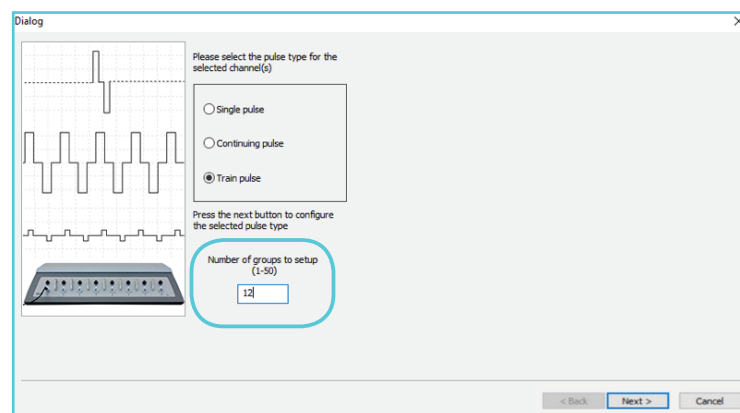 Dialog
Please select the pulse type for the
selected channel(s)
Single pulse
Continuing pulse
Train pulse
Press the next button to configure
the selected pulse type
Number of groups to setup
(1-50)
12
< Back
Next >
Cancel